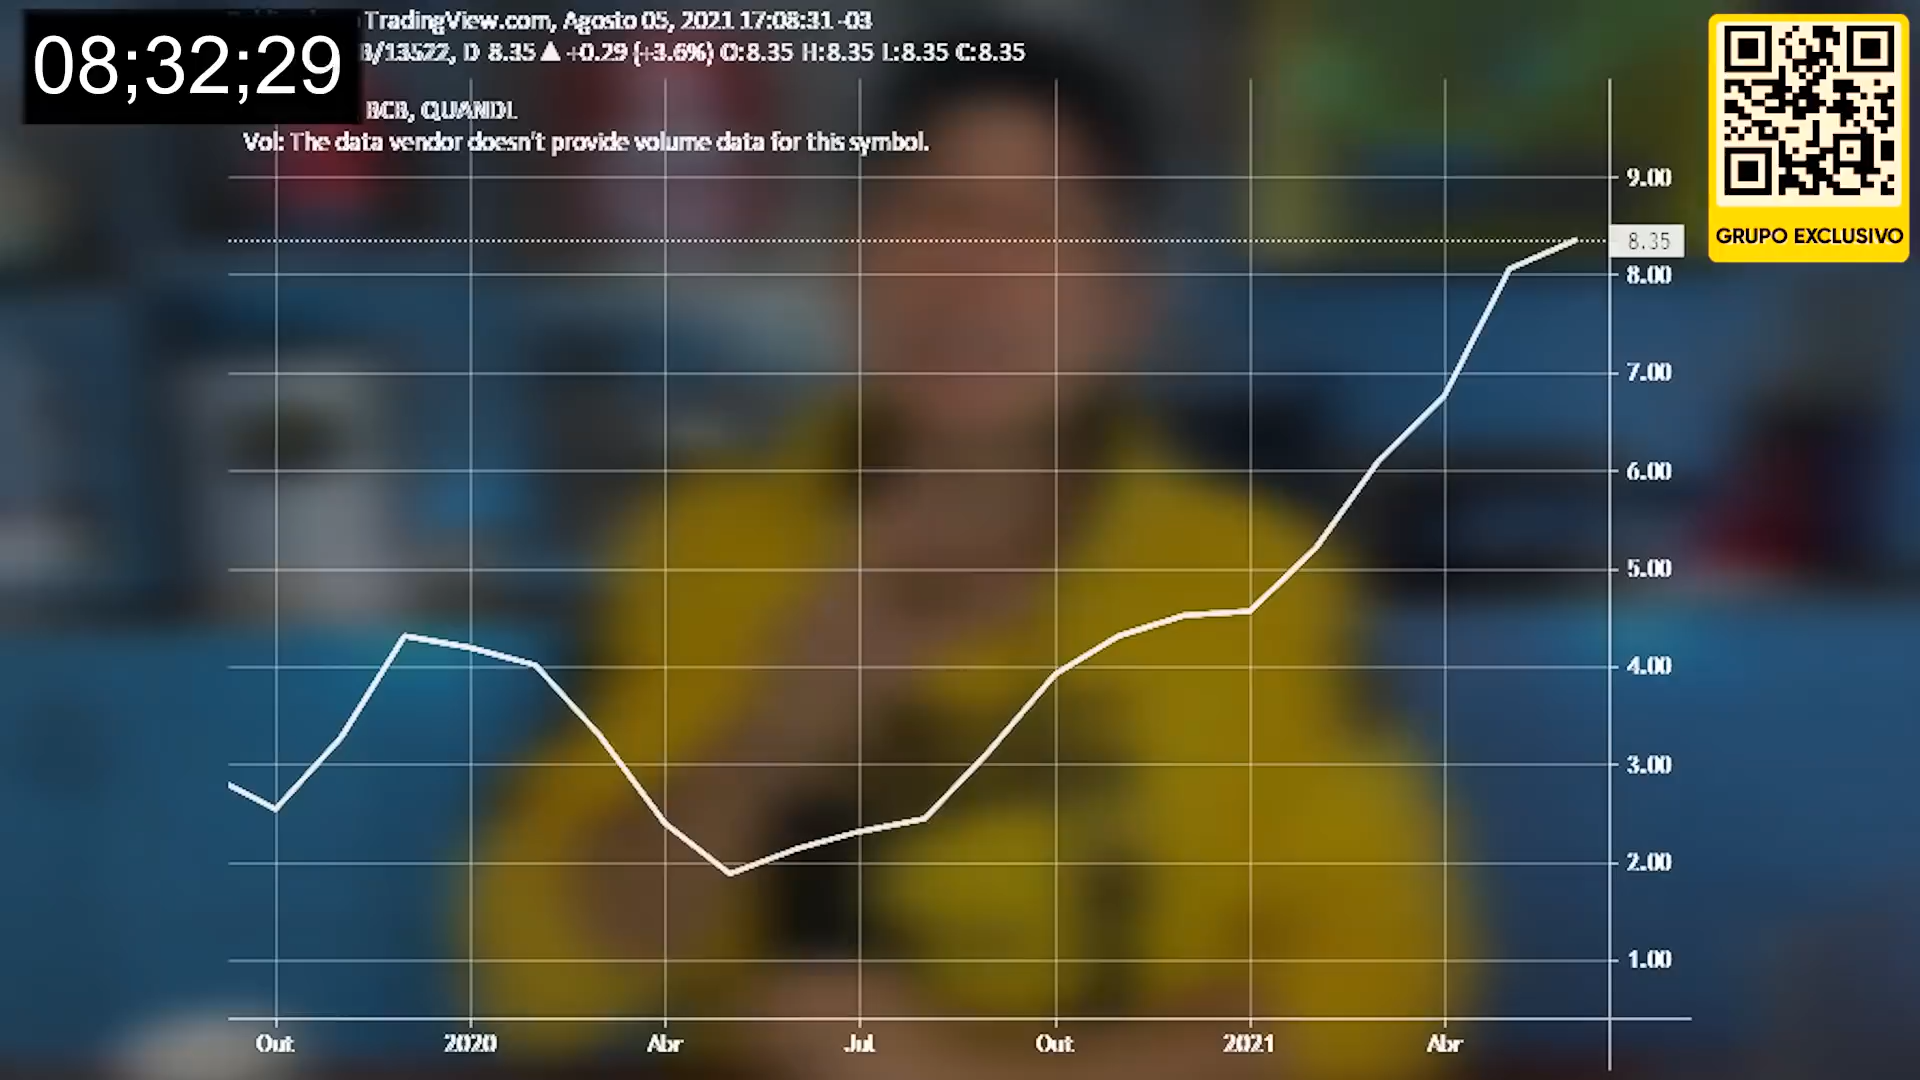 08;32;29
TradingView.com, Agosto 05, 2021 17:08:31 -03
B/13522, D 8.35 ▲ +0.29 (+3.6%) O:8.35 H:8.35 L:8.35 C:8.35
BCB, QUANDL
Vol: The data vendor doesn't provide volume data for this symbol.
GRUPO EXCLUSIVO
9.00
8.35
8.00
7.00
6.00
5.00
4.00
3.00
2.00
1.00
Out 2020 Abr Jul Out 2021 Abr